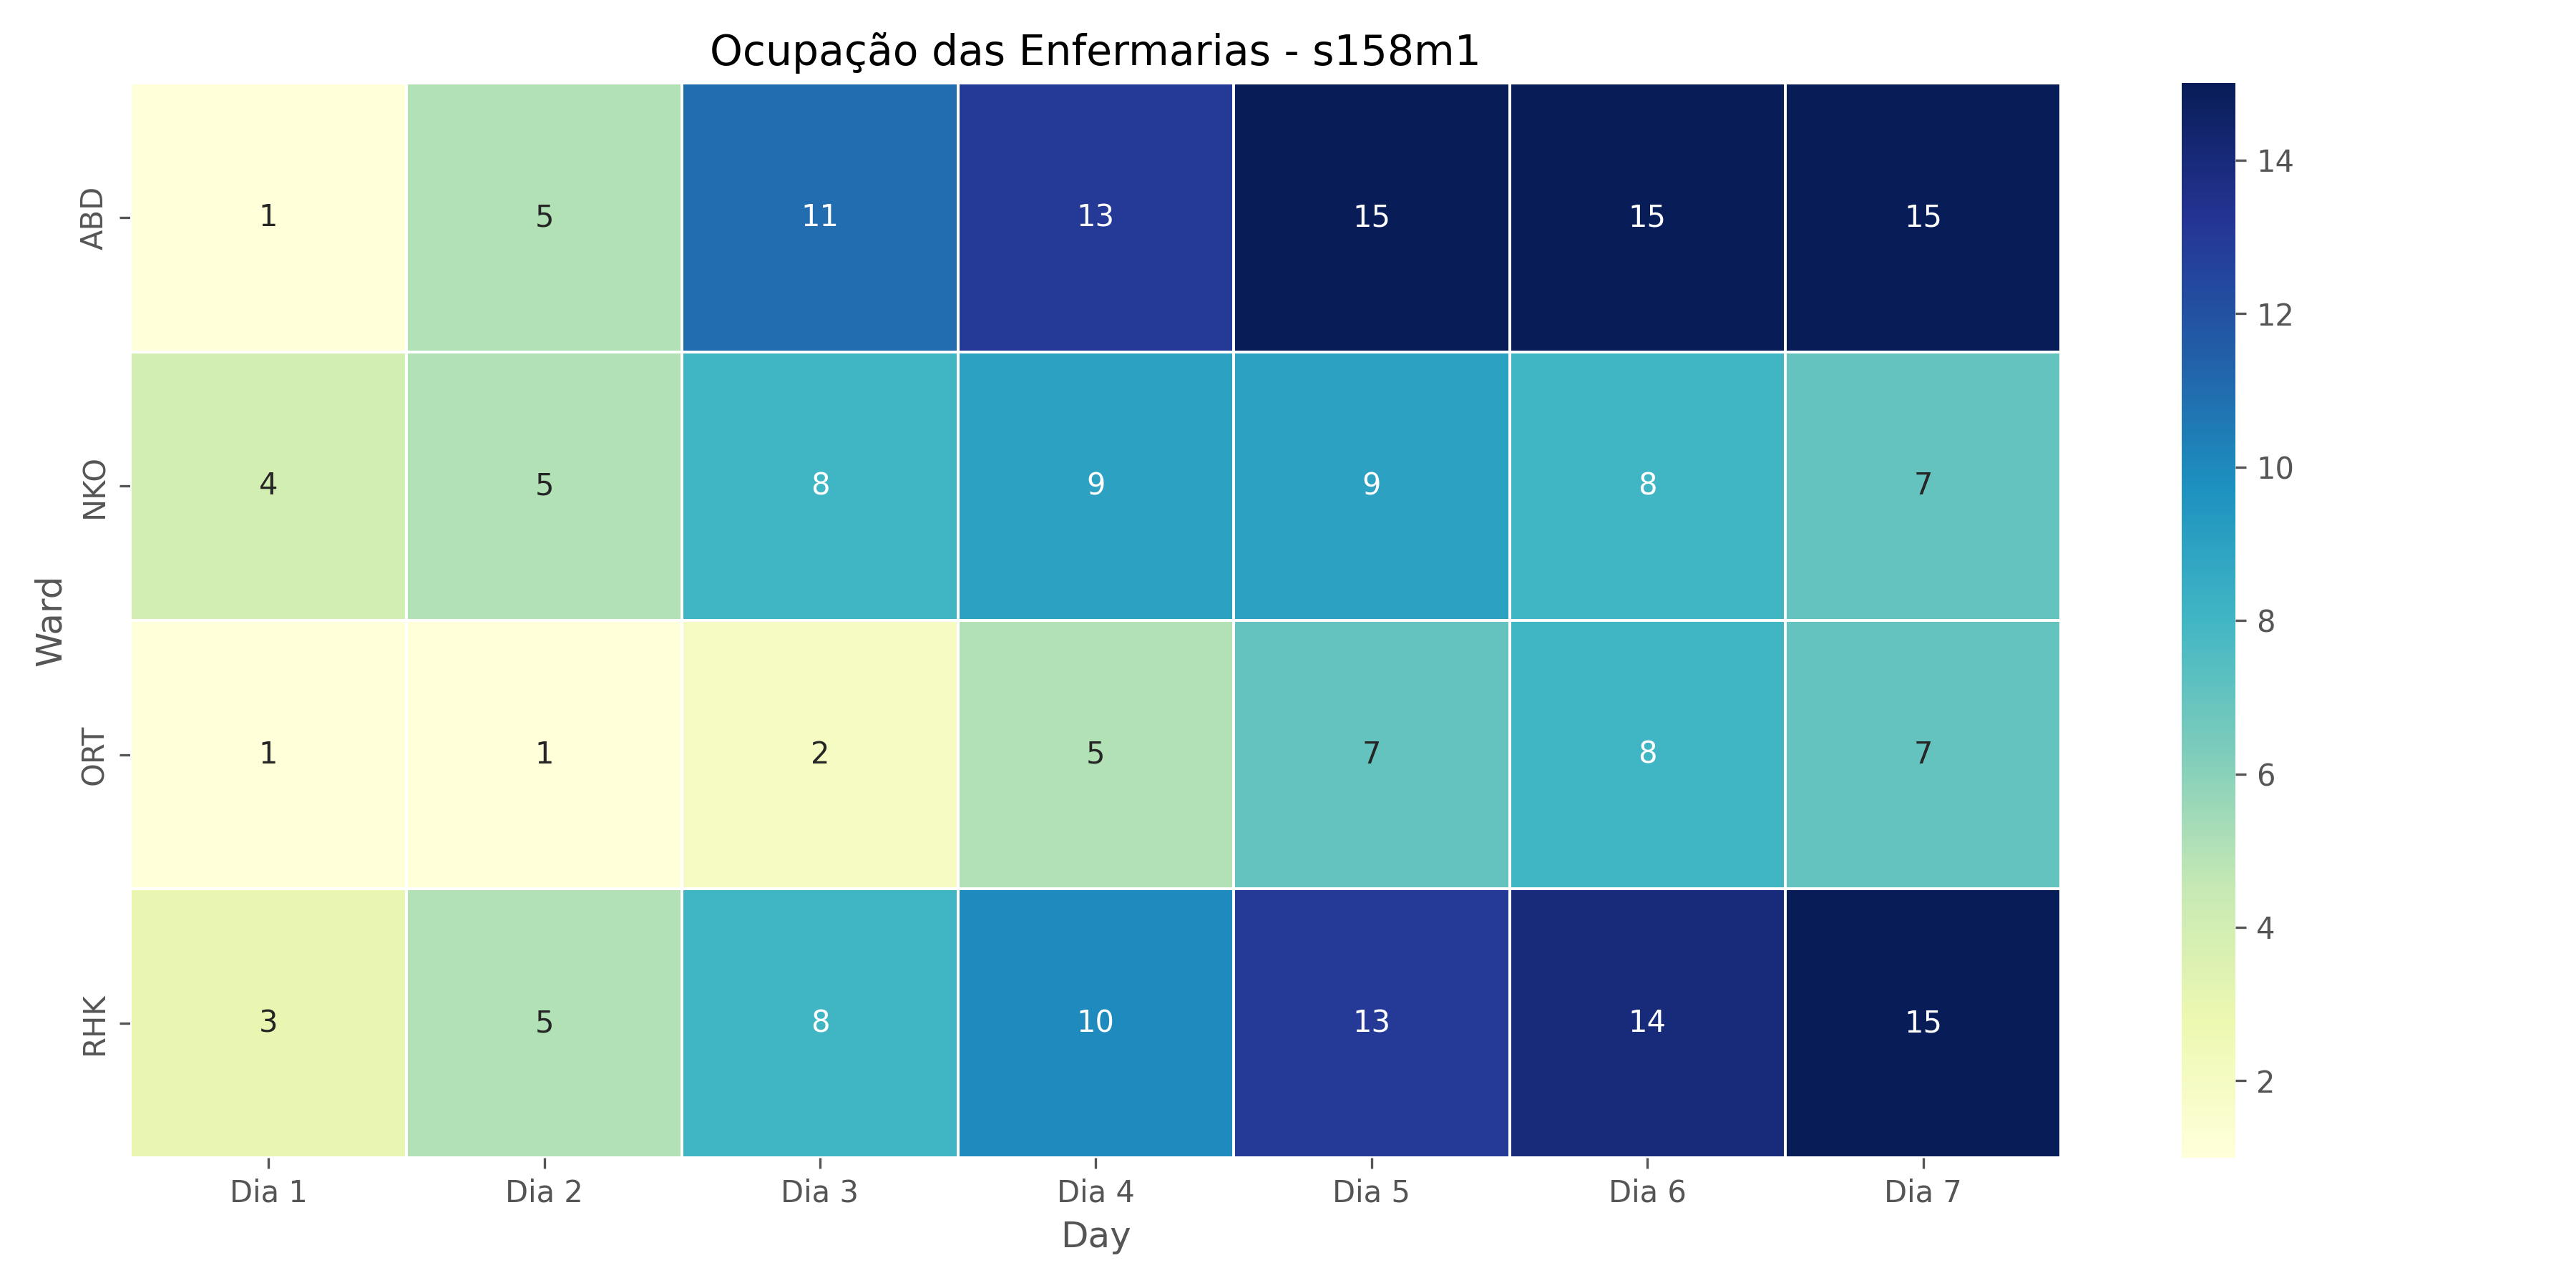 Ocupação das Enfermarias - s158m1
Ward
ABD 1 5 11 13 15 15 15
NKO 4 5 8 9 9 8 7
ORT 1 1 2 5 7 8 7
RHK 3 5 8 10 13 14 15
Dia 1 Dia 2 Dia 3 Dia 4 Dia 5 Dia 6 Dia 7
Day
14
12
10
8
6
4
2